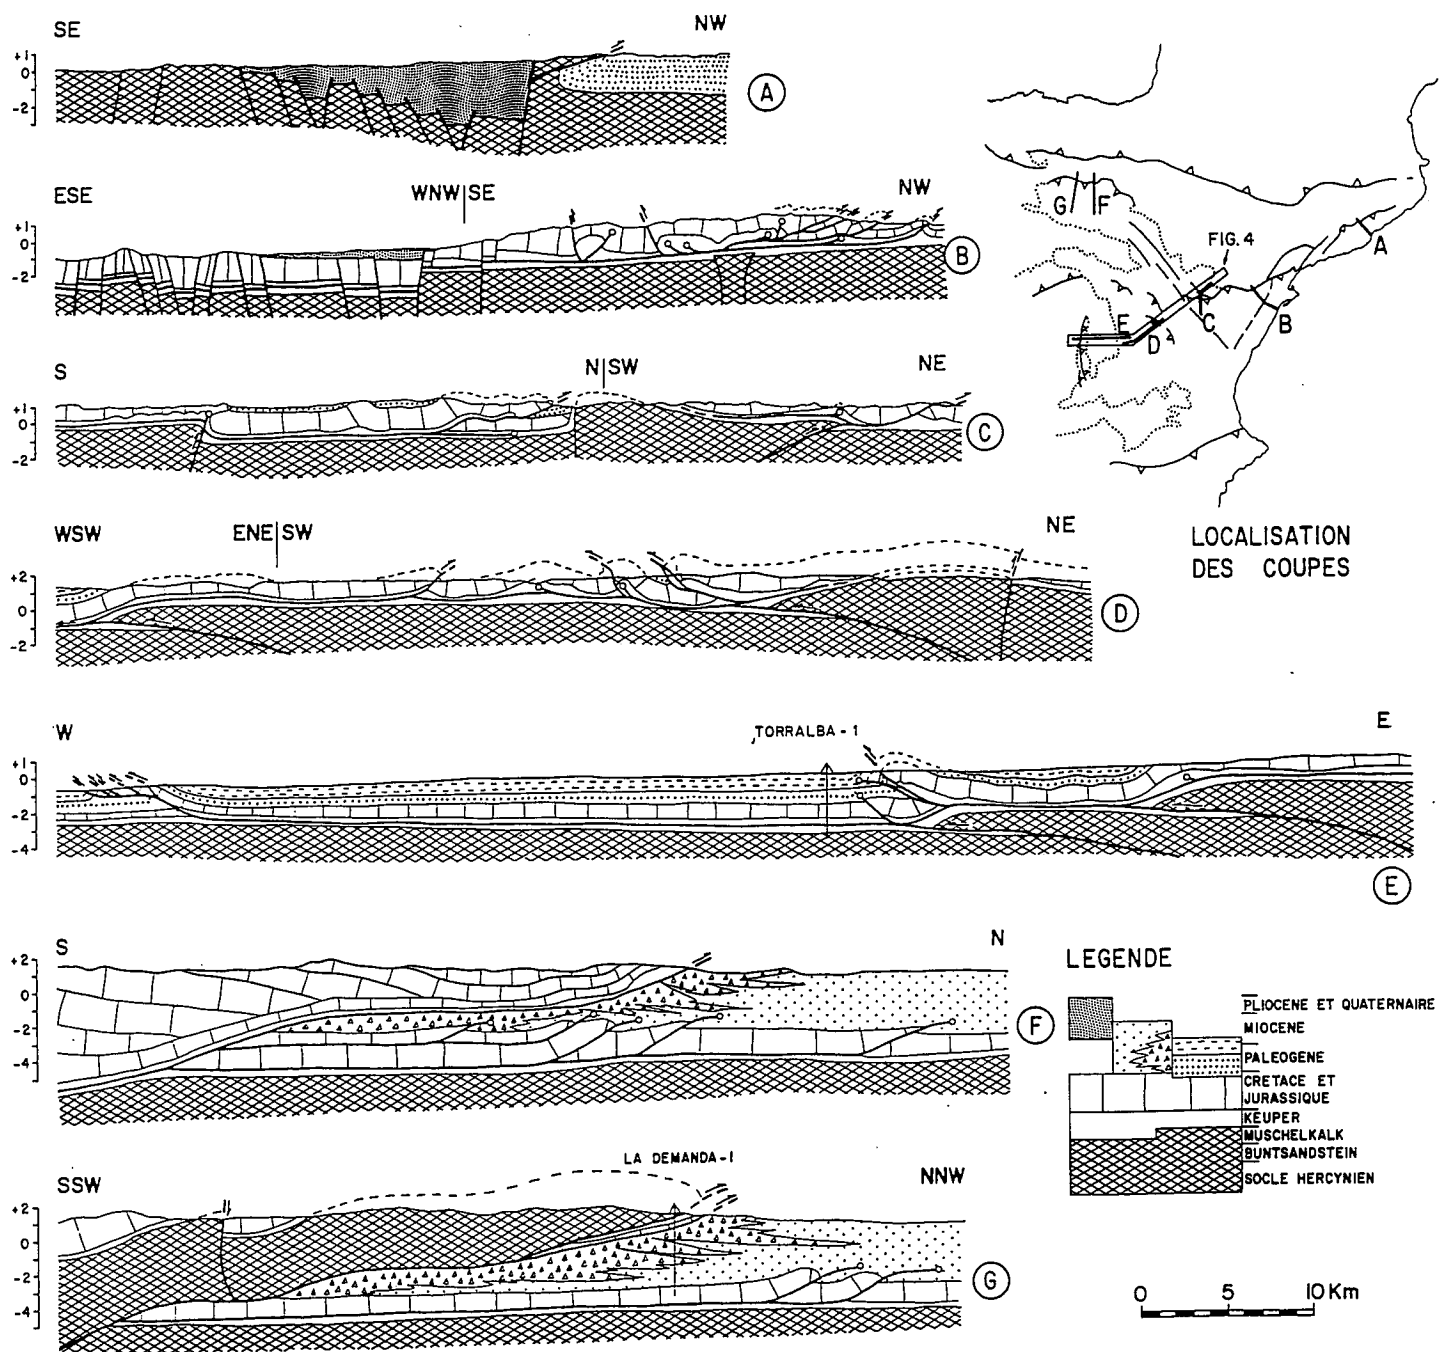 SE NW
+1
0
-2
A
ESE WNW SE NW
+1
0
-2
B
S N SW NE
+1
0
-2
C
WSW ENE SW NE
+2
0
-2
D
W TORRALBA - 1 E
+1
0
-2
-4
E
S N
+2
0
-2
-4
F
SSW LA DEMANDA-1 NNW
+2
0
-2
-4
G
G F
FIG. 4
A
E
D
C
B
LOCALISATION
DES COUPES
LEGENDE
PLIOCENE ET QUATERNAIRE
MIOCENE
PALEOGENE
CRETACE ET
JURASSIQUE
KEUPER
MUSCHELKALK
BUNTSANDSTEIN
SOCLE HERCYNIEN
0 5 10 Km